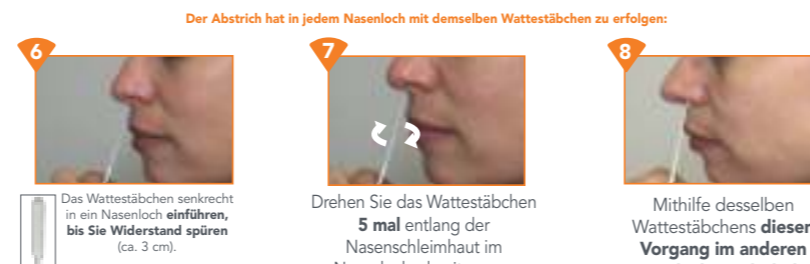 Der Abstrich hat in jedem Nasenloch mit demselben Wattestäbchen zu erfolgen:
6
Das Wattestäbchen senkrecht
in ein Nasenloch einführen,
bis Sie Widerstand spüren
(ca. 3 cm).
7
Drehen Sie das Wattestäbchen
5 mal entlang der
Nasenschleimhaut im
8
Mithilfe desselben
Wattestäbchens diesen
Vorgang im anderen